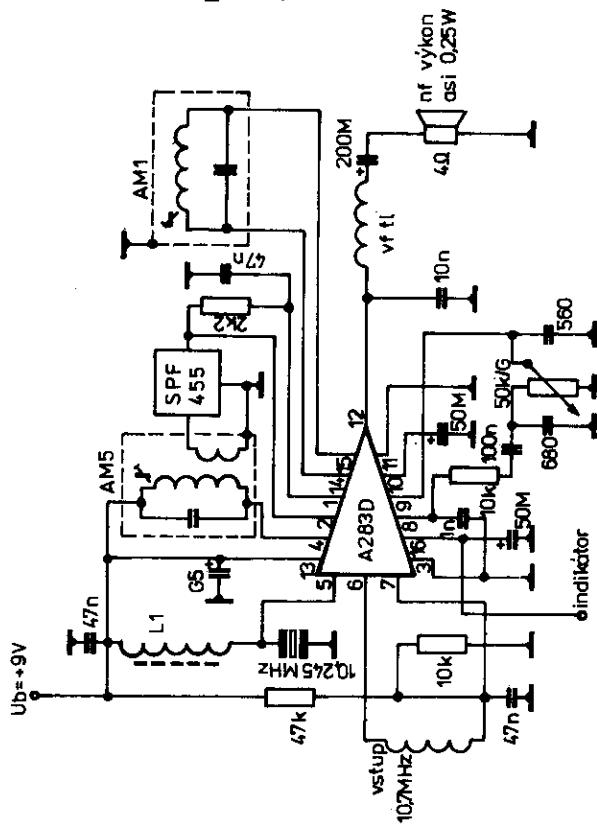 AM1
47n
2k2
SPF
455
AM5
Ub=+9V
47n
L1
G5
10,245MHz
47k
vstup
10,7MHz
47n
10k
A283D
13
4
2
1
14
15
5
6
7
3
16
8
9
10
11
12
1n
50M
10k
100n
680
50k/G
560
50M
10n
vf tl
200M
4Ω
nf výkon
asi 0,25W
indikátor